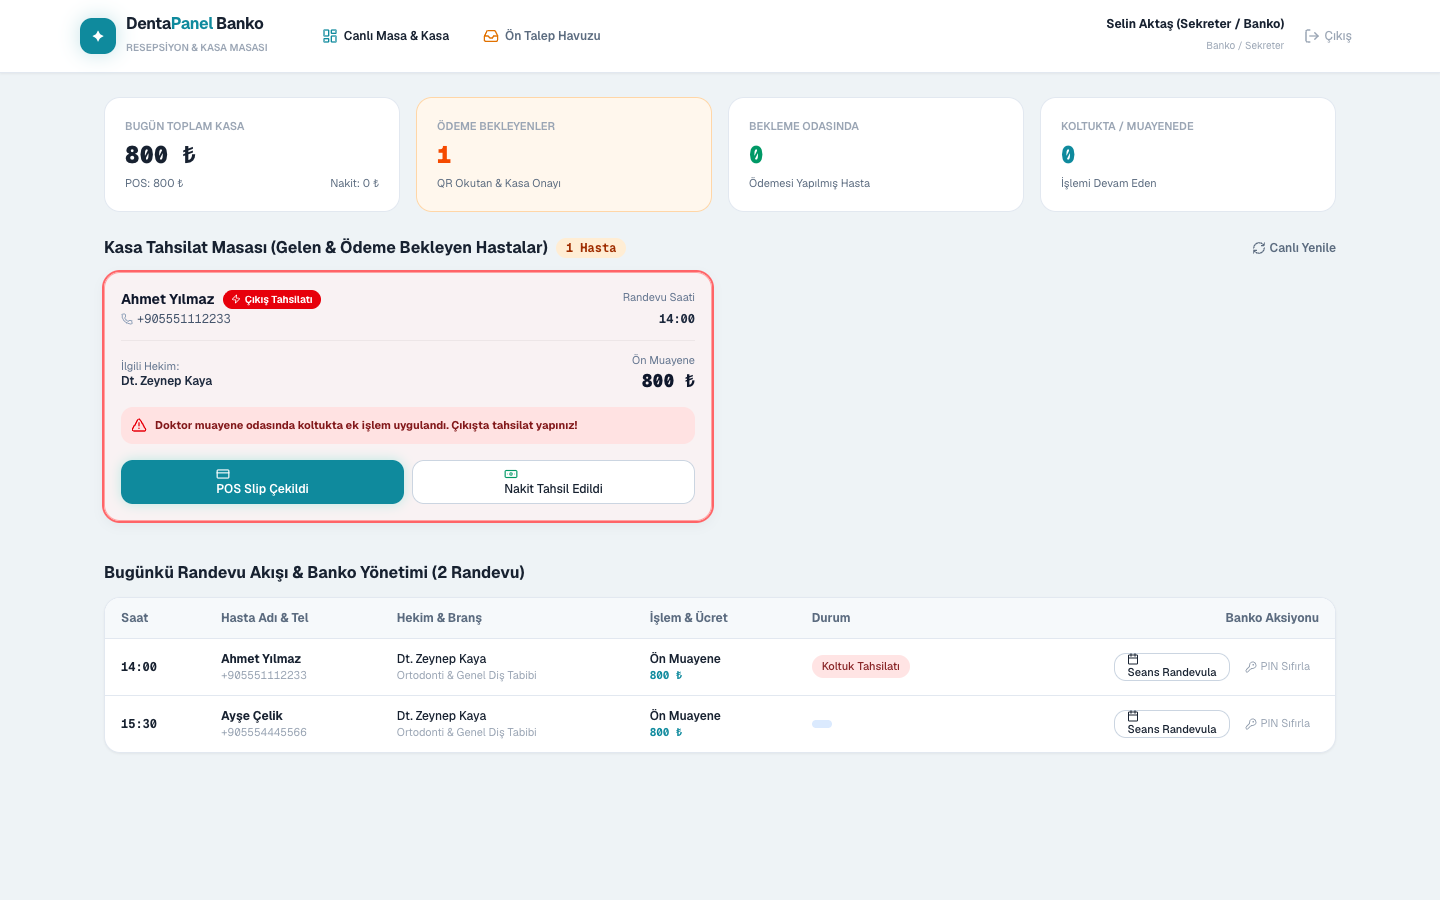 DentaPanel Banko
RESEPSİYON & KASA MASASI
Canlı Masa & Kasa
Ön Talep Havuzu
Selin Aktaş (Sekreter / Banko)
Banko / Sekreter
Çıkış
BUGÜN TOPLAM KASA
800 ₺
POS: 800 ₺
Nakit: 0 ₺
ÖDEME BEKLEYENLER
1
QR Okutan & Kasa Onayı
BEKLEME ODASINDA
0
Ödemesi Yapılmış Hasta
KOLTUKTA / MUAYENEDE
0
İşlemi Devam Eden
Kasa Tahsilat Masası (Gelen & Ödeme Bekleyen Hastalar)
1 Hasta
Canlı Yenile
Ahmet Yılmaz
Çıkış Tahsilatı
Randevu Saati
+905551112233
14:00
İlgili Hekim:
Dt. Zeynep Kaya
Ön Muayene
800 ₺
Doktor muayene odasında koltukta ek işlem uygulandı. Çıkışta tahsilat yapınız!
POS Slip Çekildi
Nakit Tahsil Edildi
Bugünkü Randevu Akışı & Banko Yönetimi (2 Randevu)
Saat
Hasta Adı & Tel
Hekim & Branş
İşlem & Ücret
Durum
Banko Aksiyonu
14:00
Ahmet Yılmaz
+905551112233
Dt. Zeynep Kaya
Ortodonti & Genel Diş Tabibi
Ön Muayene
800 ₺
Koltuk Tahsilatı
Seans Randevula
PIN Sıfırla
15:30
Ayşe Çelik
+905554445566
Dt. Zeynep Kaya
Ortodonti & Genel Diş Tabibi
Ön Muayene
800 ₺
Seans Randevula
PIN Sıfırla